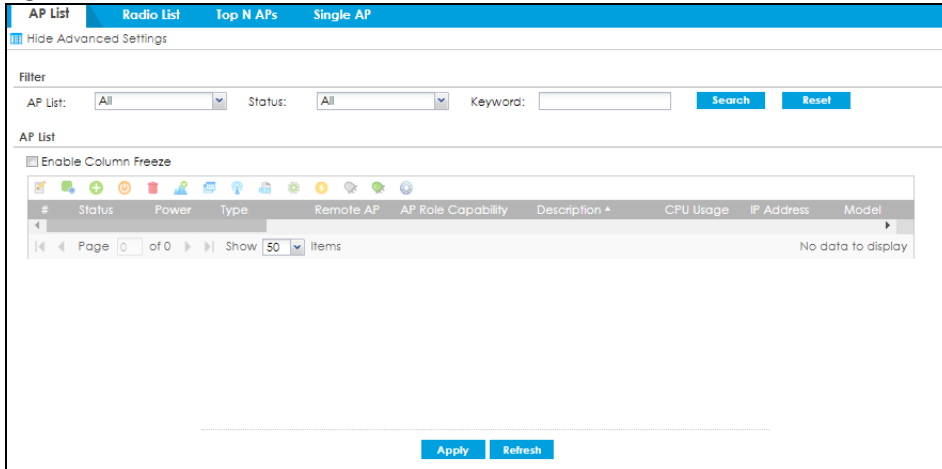 AP List Radio List Top N APs Single AP
Hide Advanced Settings
Filter
AP List: All Status: All Keyword: Search Reset
AP List
Enable Column Freeze
# Status Power Type Remote AP AP Role Capability Description CPU Usage IP Address Model
Page 0 of 0 Show 50 Items No data to display
Apply Refresh